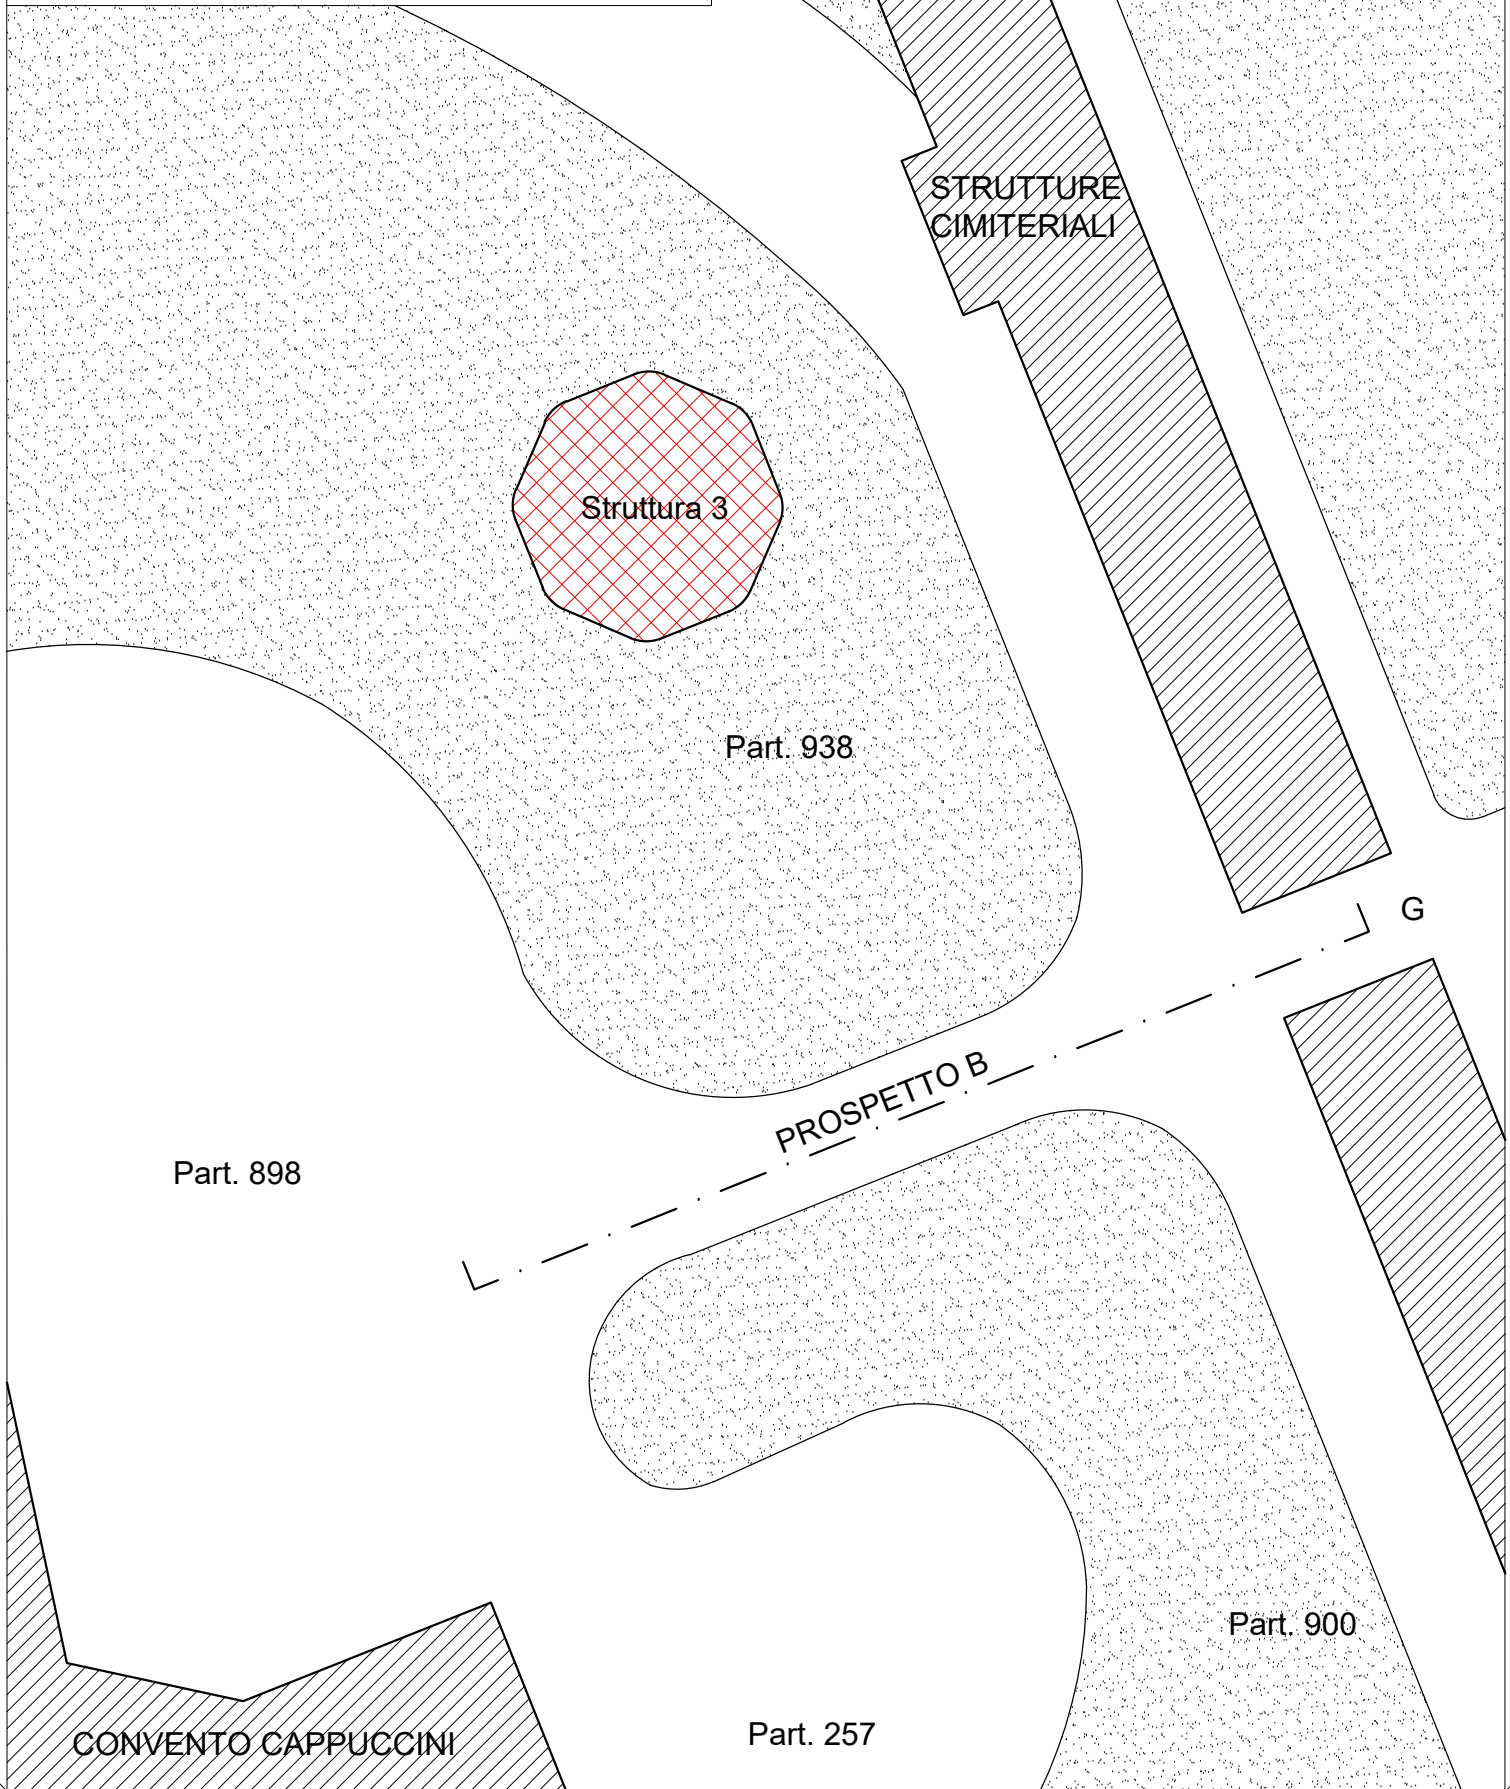 STRUTTURE
CIMITERIALI
Struttura 3
Part. 938
G
PROSPETTO B
Part. 898
Part. 900
Part. 257
CONVENTO CAPPUCCINI